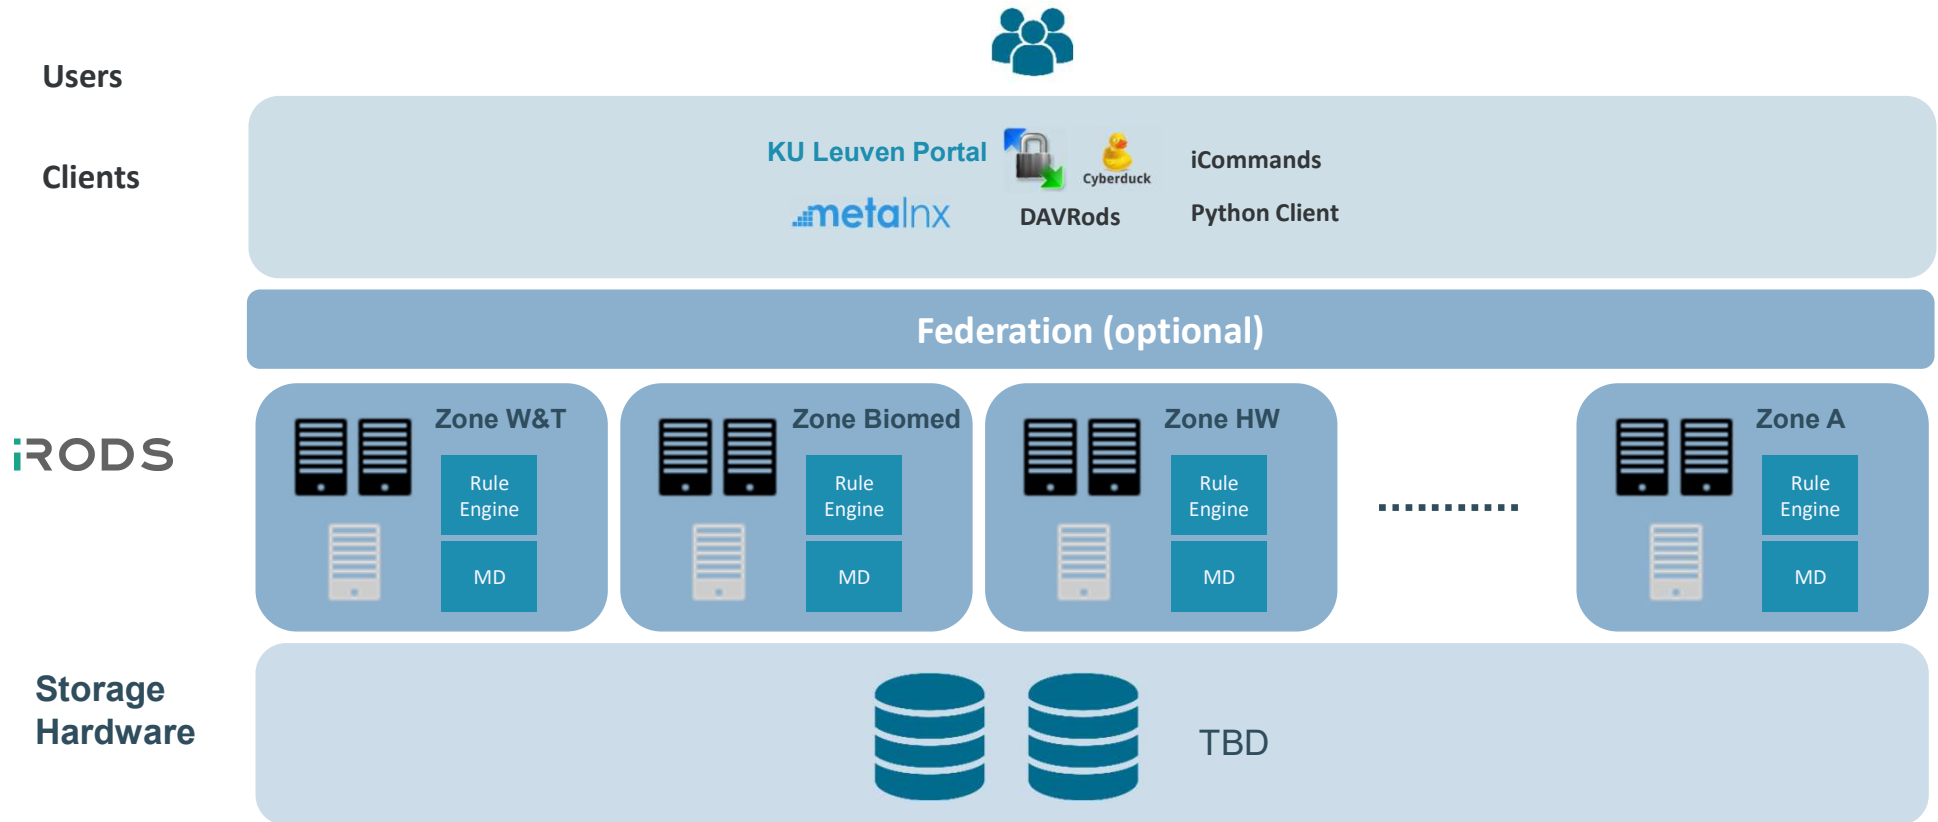 Users
Clients
KU Leuven Portal
Cyberduck
iCommands
metalnx
DAVRods
Python Client
Federation (optional)
iRODS
Zone W&T
Rule
Engine
MD
Zone Biomed
Rule
Engine
MD
Zone HW
Rule
Engine
MD
...........
Zone A
Rule
Engine
MD
Storage
Hardware
TBD